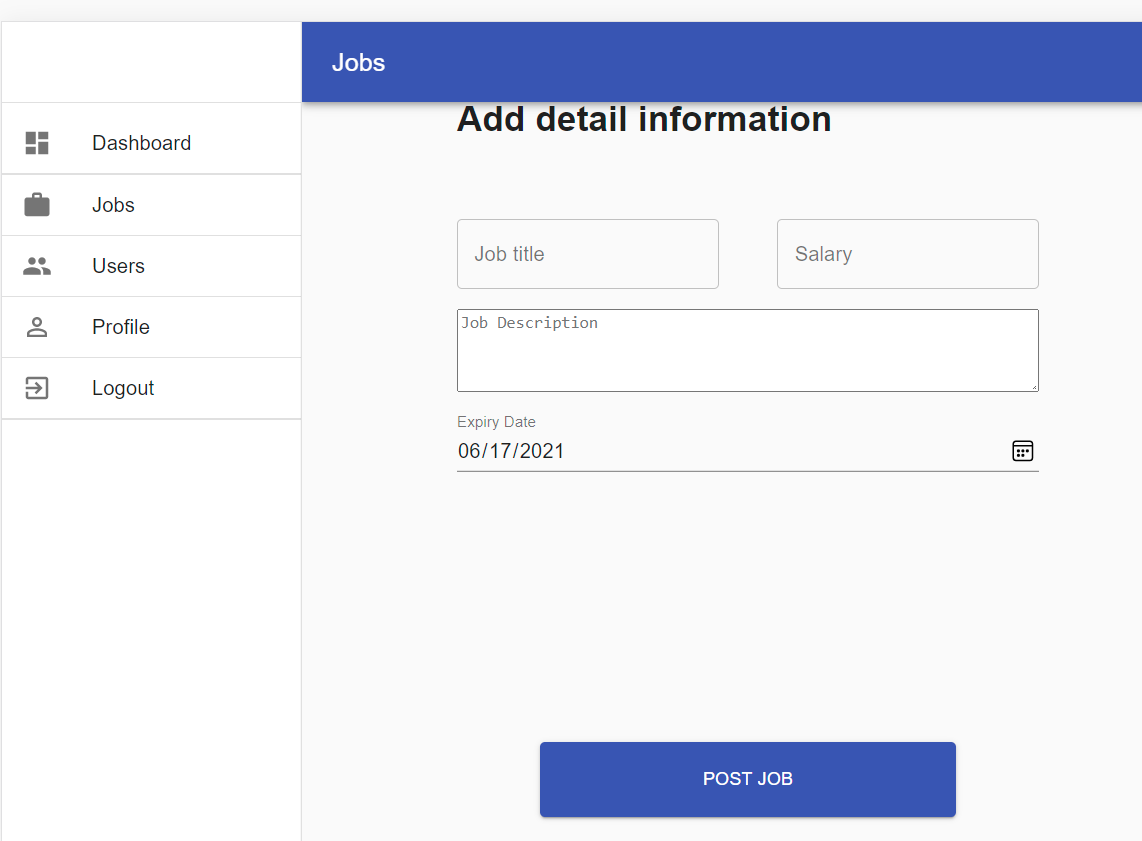 Jobs
Dashboard
Jobs
Users
Profile
Logout
Add detail information
Job title
Salary
Job Description
Expiry Date
06/17/2021
POST JOB